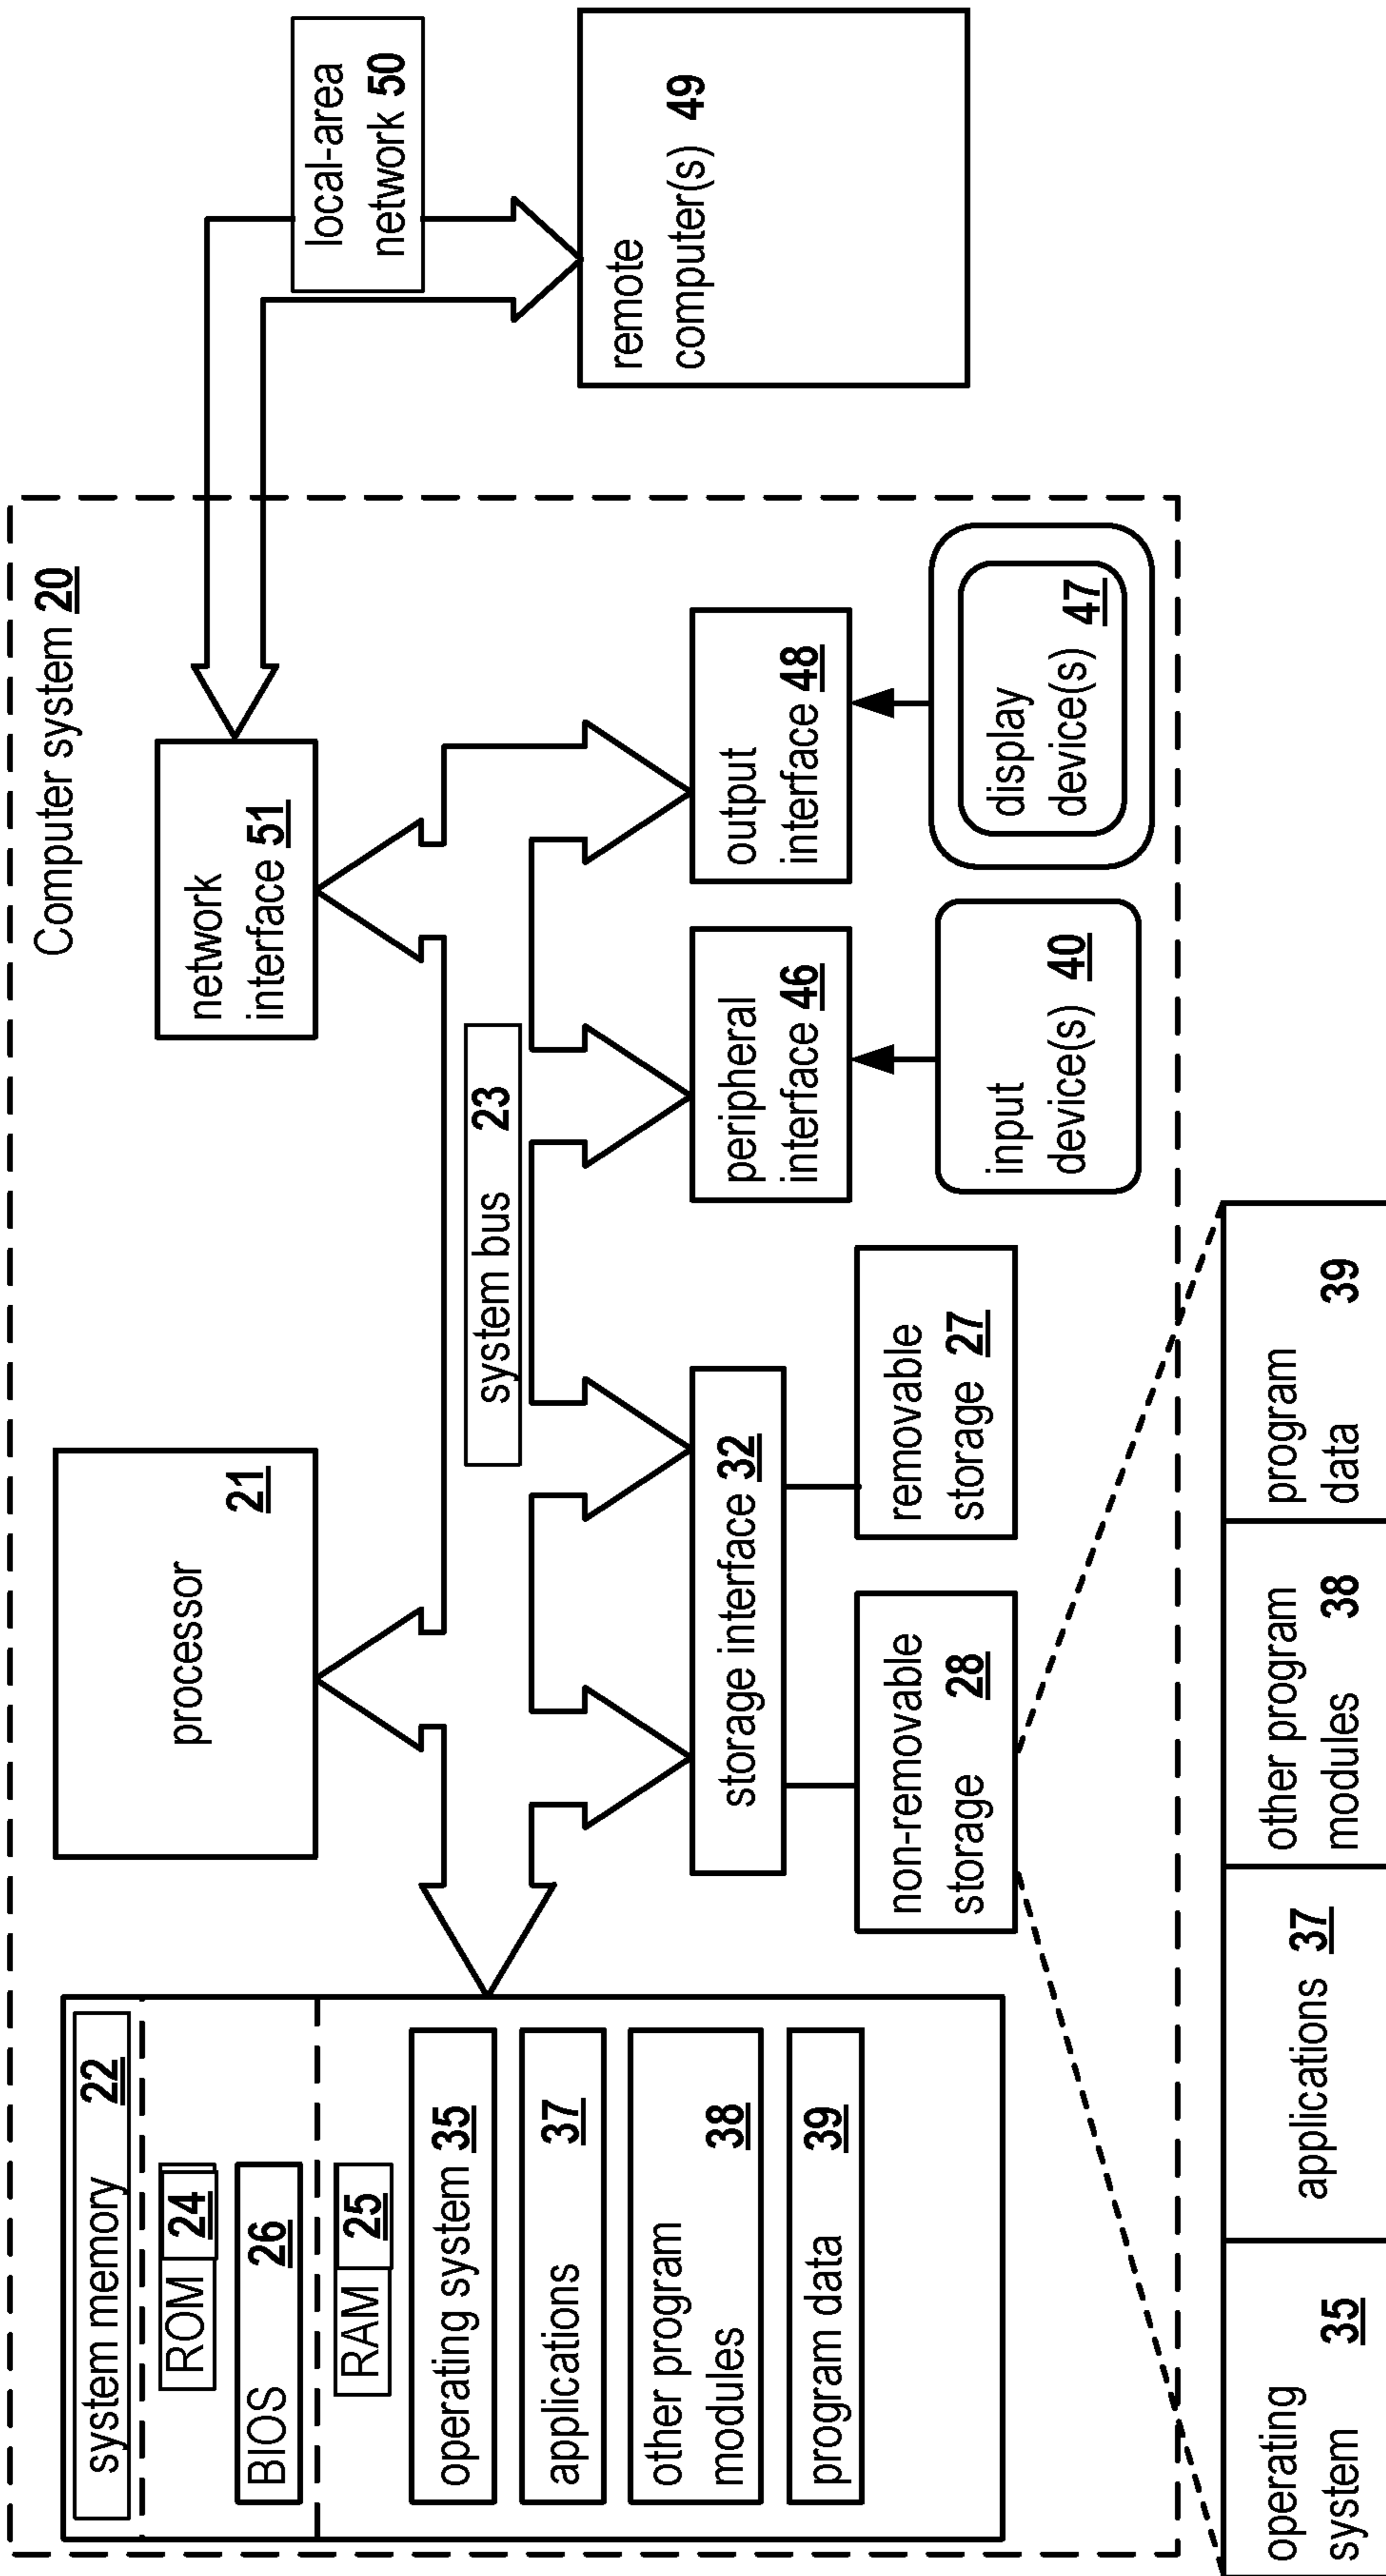 Computer system 20
system memory 22
ROM 24
BIOS 26
RAM 25
operating system 35
applications 37
other program
modules 38
program data 39
processor 21
network
interface 51
local-area
network 50
system bus 23
storage interface 32
peripheral
interface 46
output
interface 48
remote
computer(s) 49
non-removable
storage 28
removable
storage 27
input
device(s) 40
display
device(s) 47
operating
system 35
applications 37
other program
modules 38
program
data 39